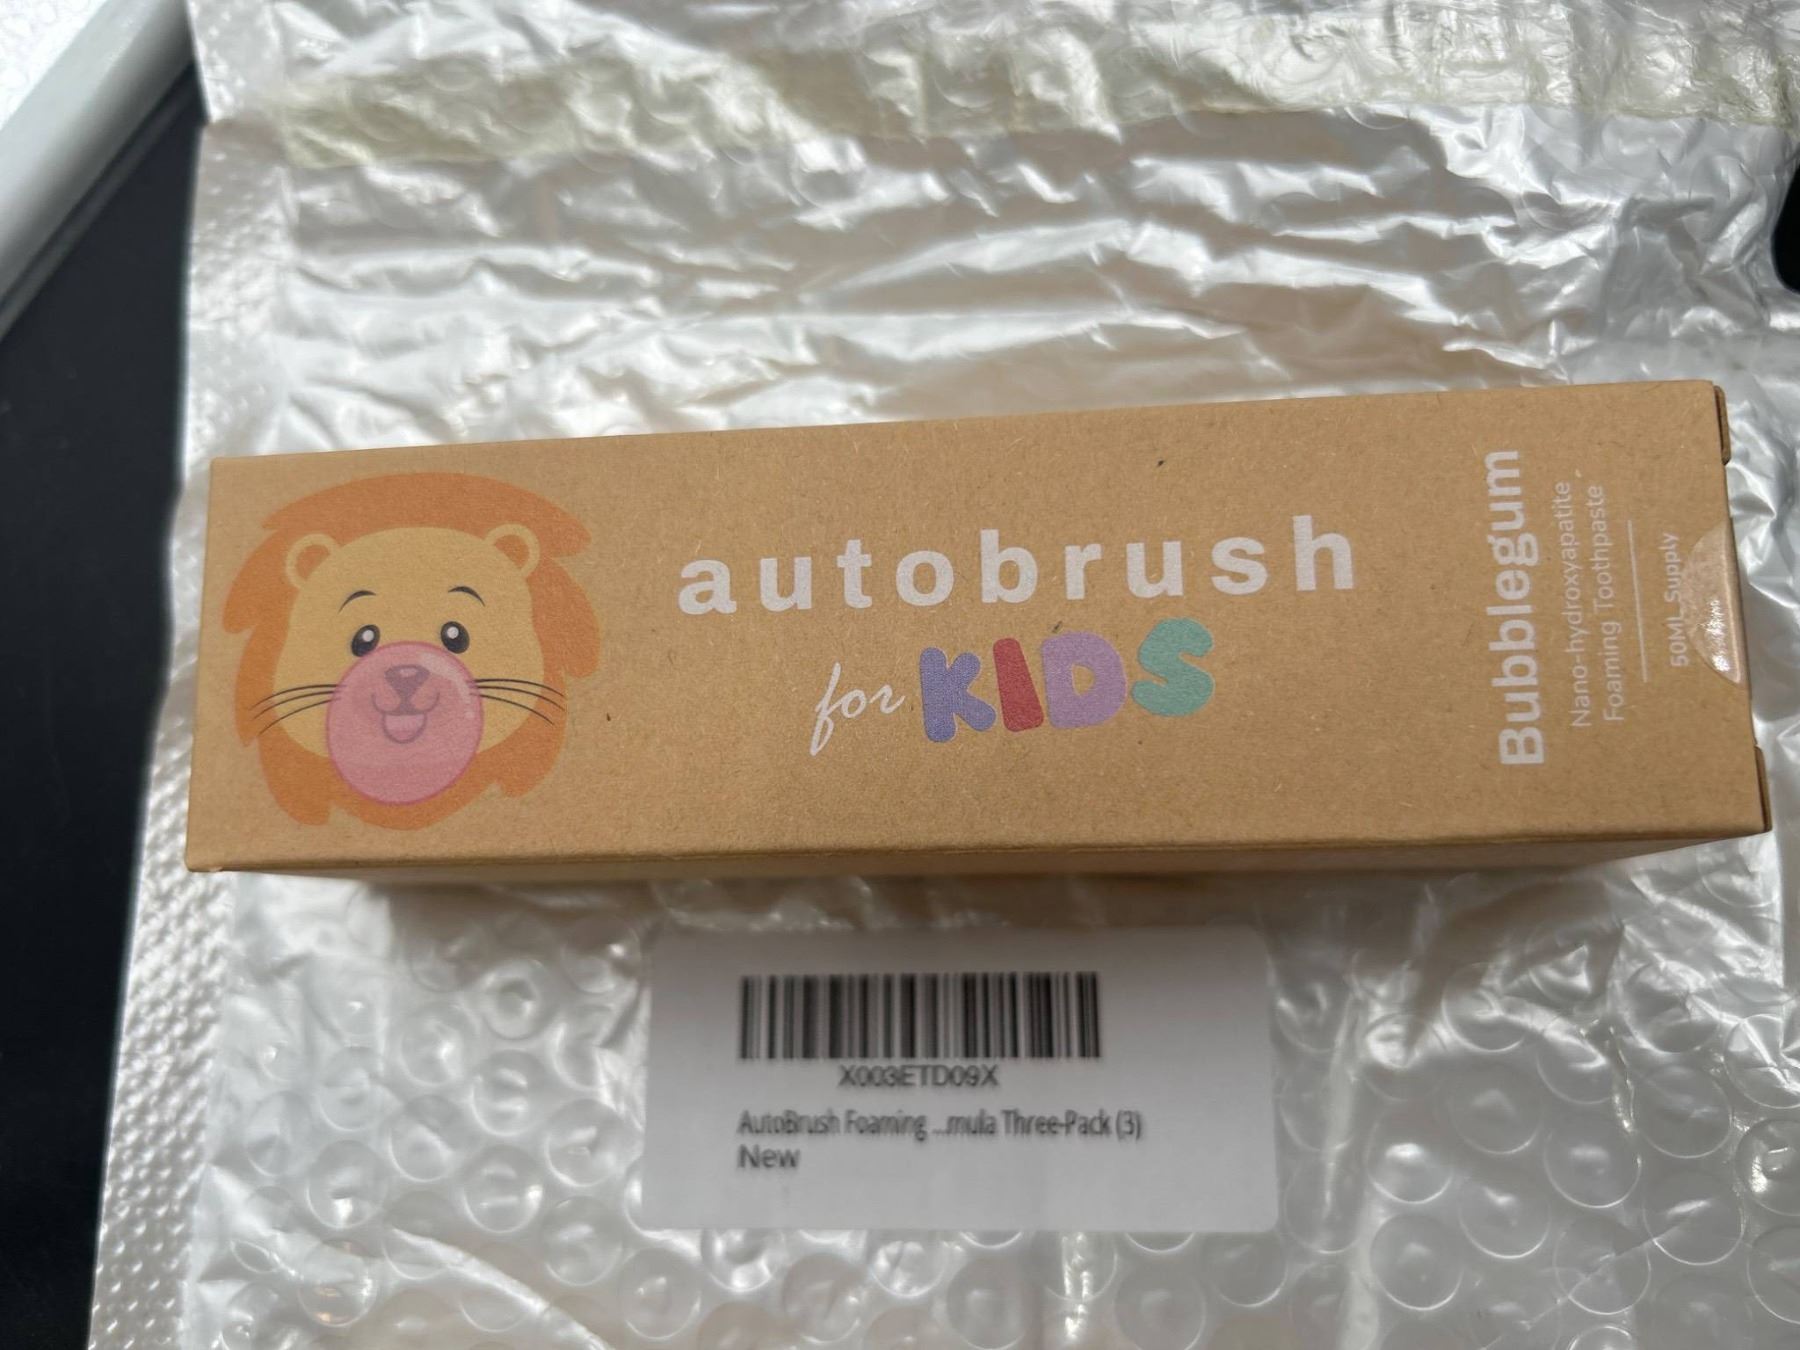 autobrush
for KIDS
Bubblegum
Nano-hydroxyapatite
Foaming Toothpaste
50ML Supply
X003ETD09X
AutoBrush Foaming ...mula Three-Pack (3)
New